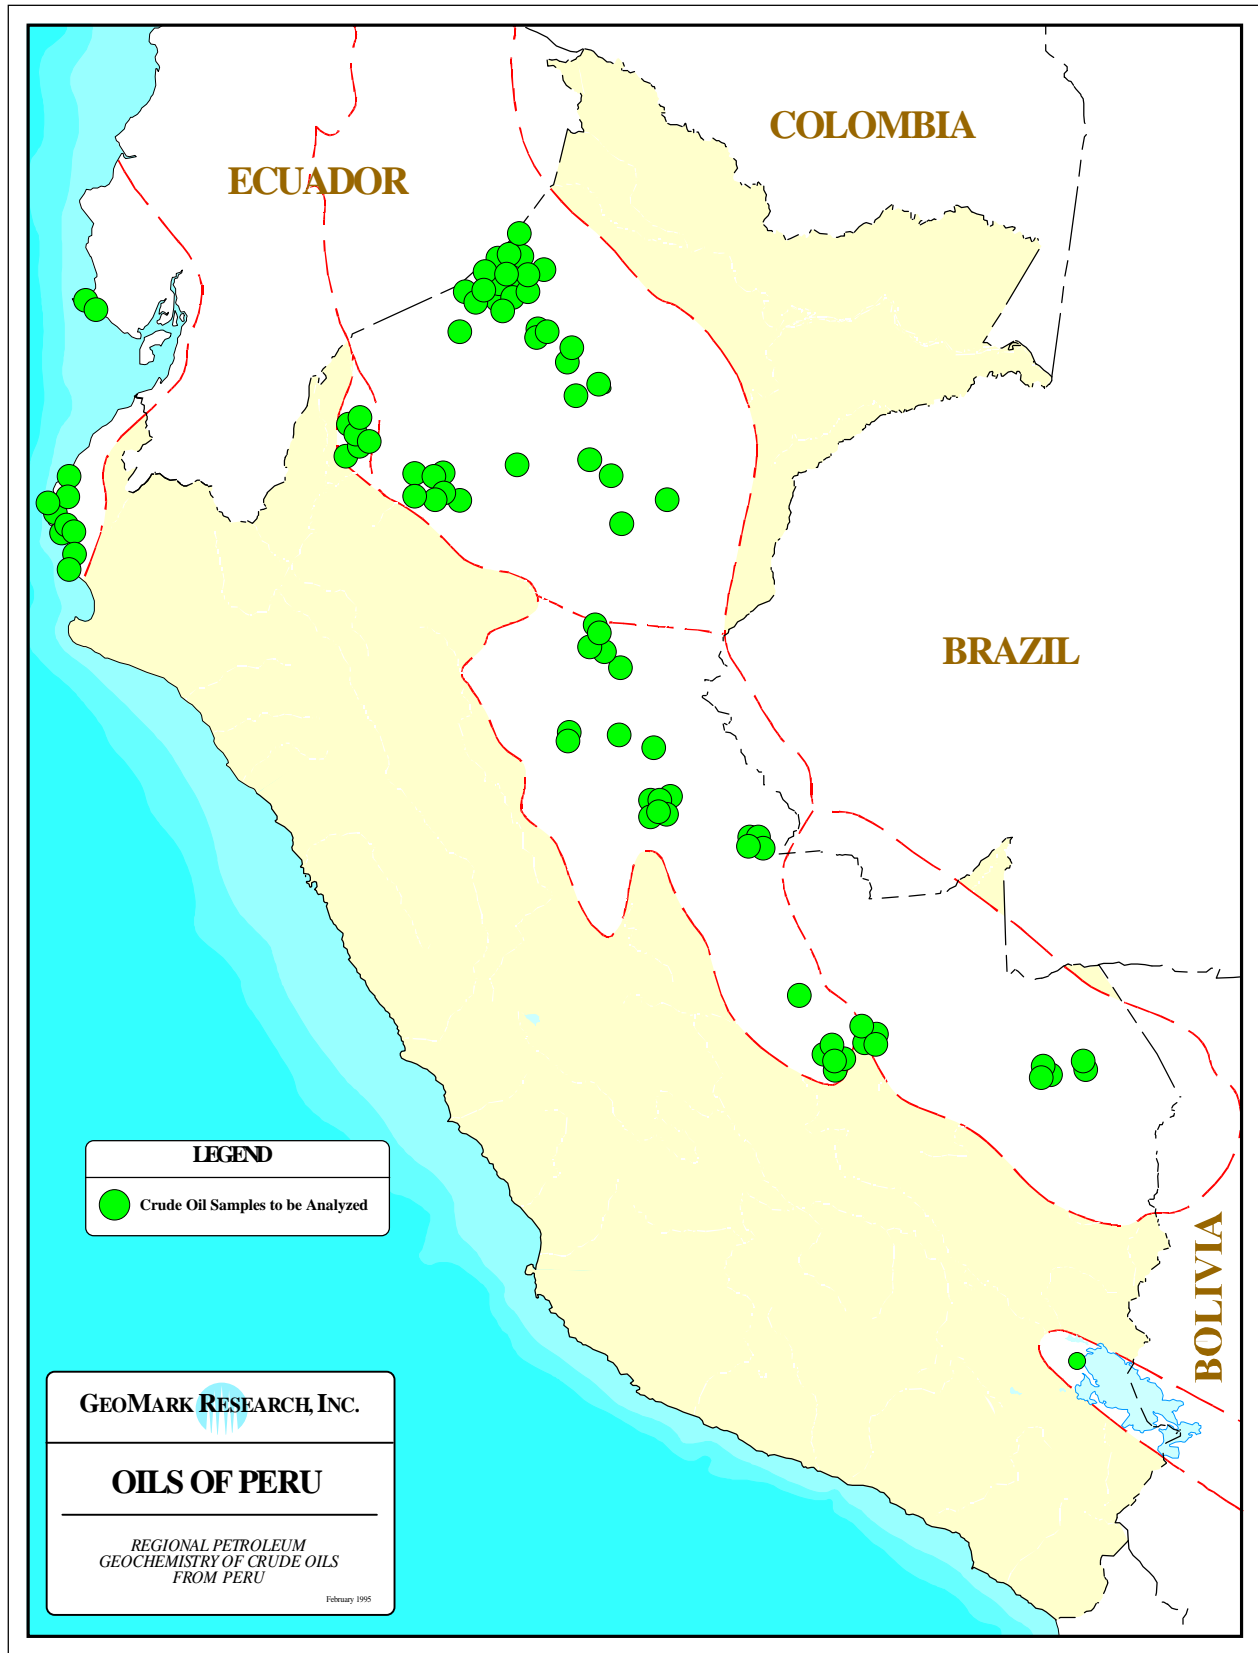 COLOMBIA
ECUADOR
BRAZIL
BOLIVIA
LEGEND
Crude Oil Samples to be Analyzed
GEOMARK RESEARCH, INC.
OILS OF PERU
REGIONAL PETROLEUM
GEOCHEMISTRY OF CRUDE OILS
FROM PERU
February 1995